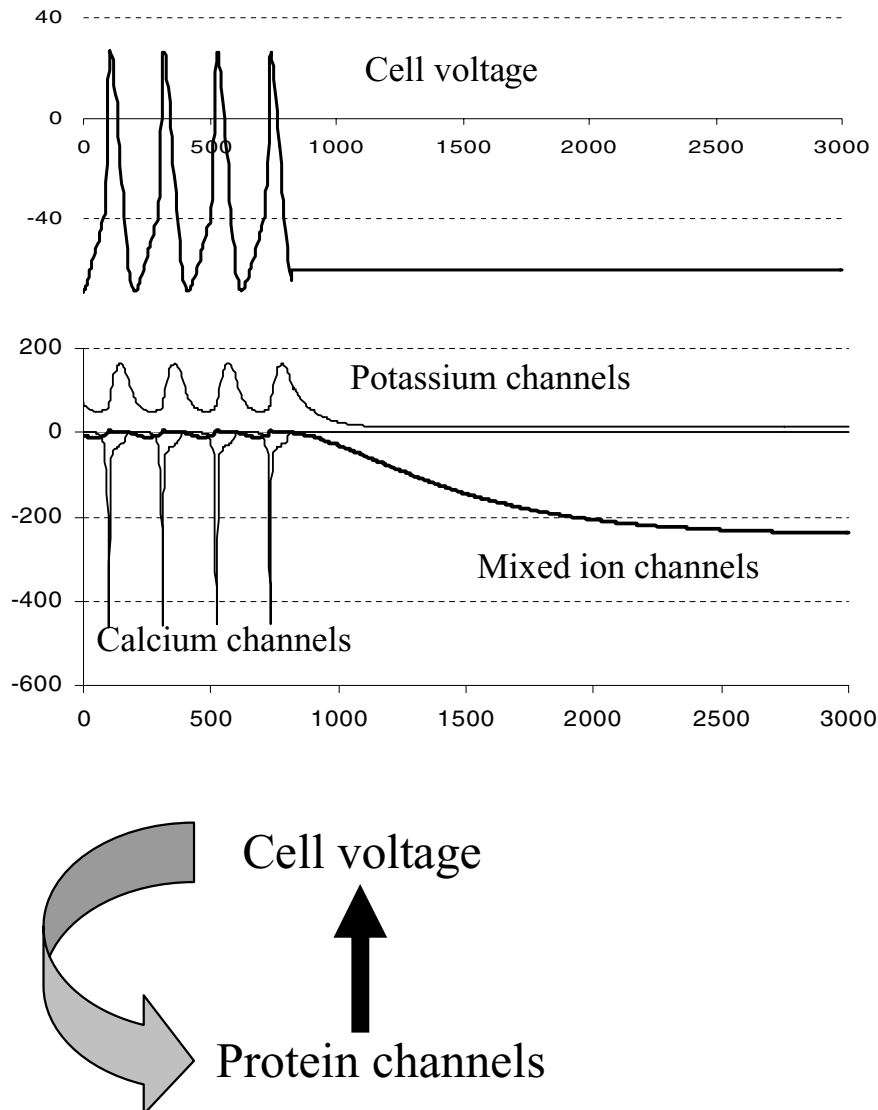 40
Cell voltage
0
0 500 1000 1500 2000 2500 3000
-40
200
Potassium channels
0
-200
Mixed ion channels
-400
Calcium channels
-600
0 500 1000 1500 2000 2500 3000
Cell voltage
Protein channels